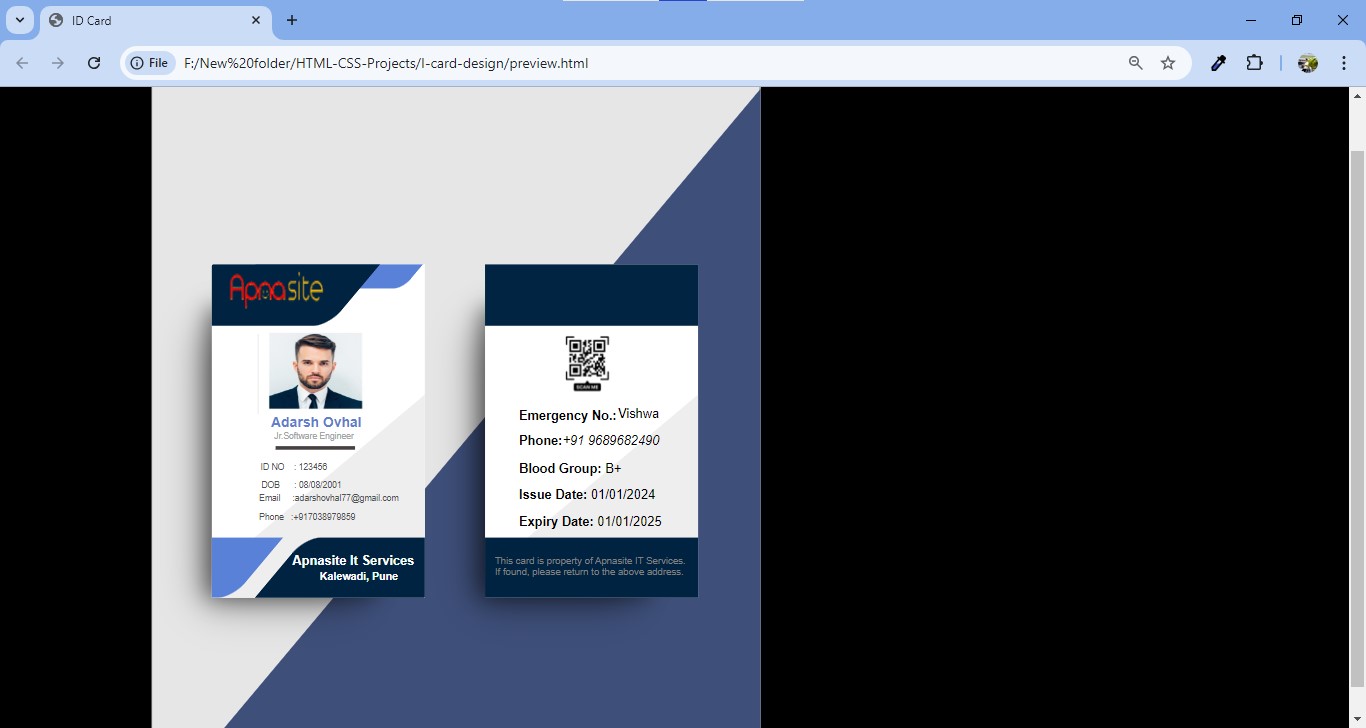 ID Card
File
F:/New%20folder/HTML-CSS-Projects/I-card-design/preview.html
Apnasite
Adarsh Ovhal
Jr.Software Engineer
ID NO : 123456
DOB : 08/08/2001
Email :adarshovhal77@gmail.com
Phone :+917038979859
Apnasite It Services
Kalewadi, Pune
SCAN ME
Emergency No.: Vishwa
Phone:+91 9689682490
Blood Group: B+
Issue Date: 01/01/2024
Expiry Date: 01/01/2025
This card is property of Apnasite IT Services.
If found, please return to the above address.